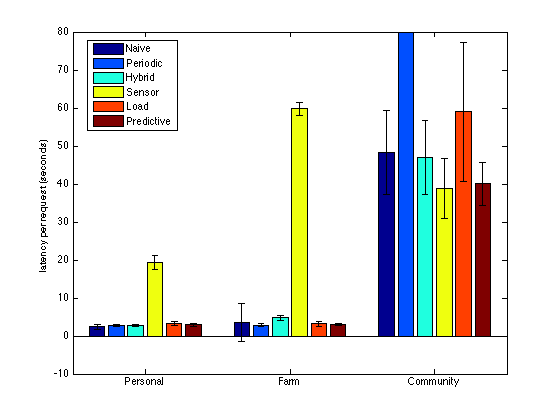 80
70
60
50
40
30
20
10
0
-10
latency per request (seconds)
Naive
Periodic
Hybrid
Sensor
Load
Predictive
Personal Farm Community